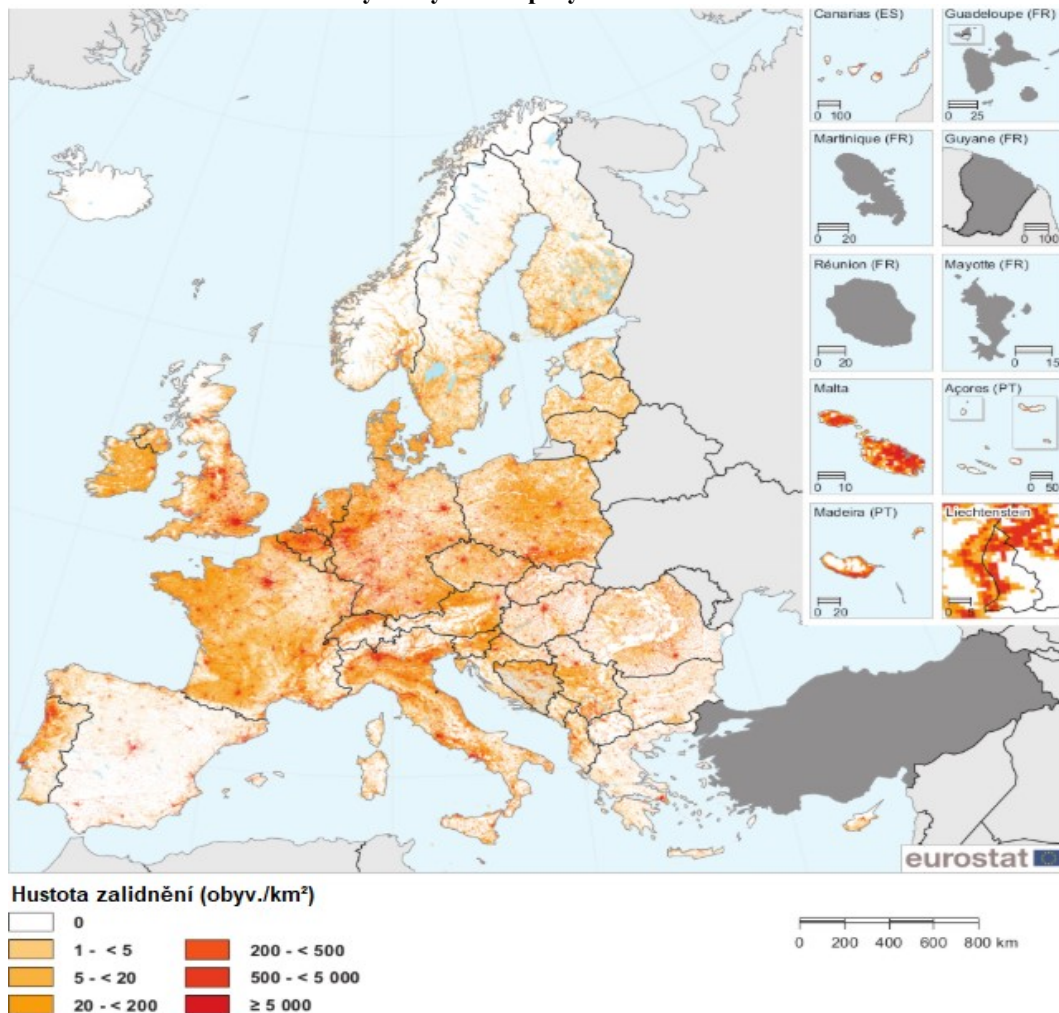 Canarias (ES)
0 100
Guadeloupe (FR)
0 25
Martinique (FR)
0 20
Guyane (FR)
0 100
Réunion (FR)
0 20
Mayotte (FR)
0 15
Malta
0 10
Açores (PT)
0 50
Madeira (PT)
0 20
Liechtenstein
eurostat
Hustota zalidnění (obyv./km²)
0
1 - < 5
5 - < 20
20 - < 200
200 - < 500
500 - < 5 000
≥ 5 000
0 200 400 600 800 km